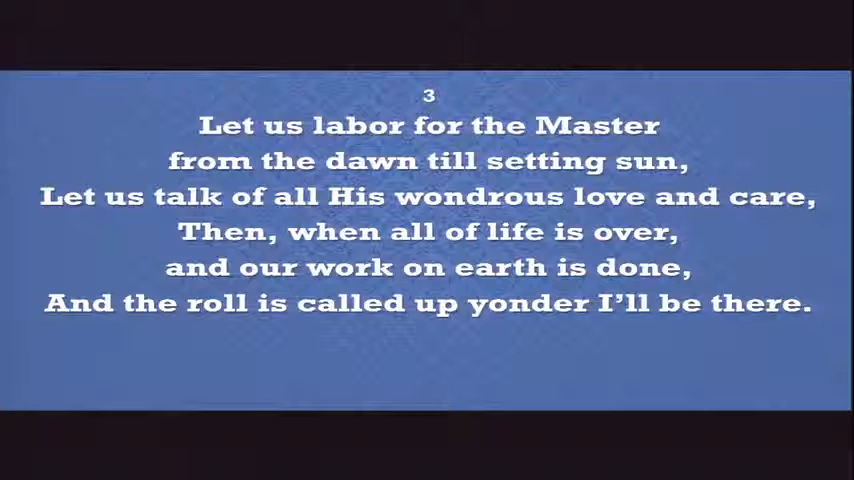 3
Let us labor for the Master
from the dawn till setting sun,
Let us talk of all His wondrous love and care,
Then, when all of life is over,
and our work on earth is done,
And the roll is called up yonder I’ll be there.